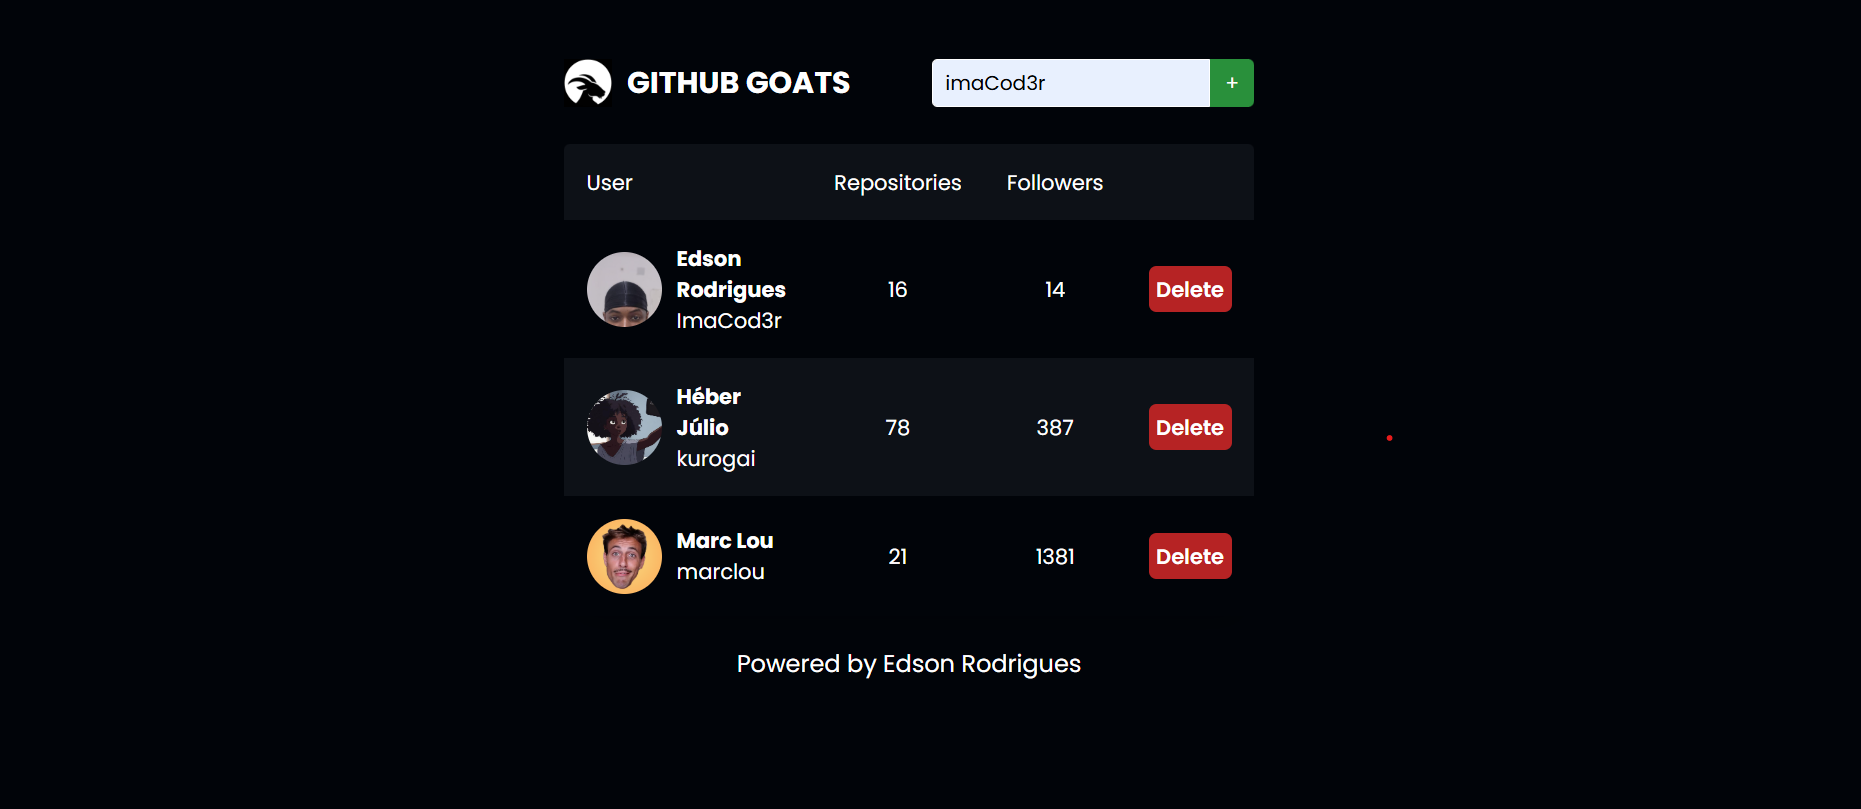 GITHUB GOATS
imaCod3r
+
User Repositories Followers
Edson
Rodrigues
ImaCod3r
16 14 Delete
Héber
Júlio
kurogai
78 387 Delete
Marc Lou
marclou
21 1381 Delete
Powered by Edson Rodrigues